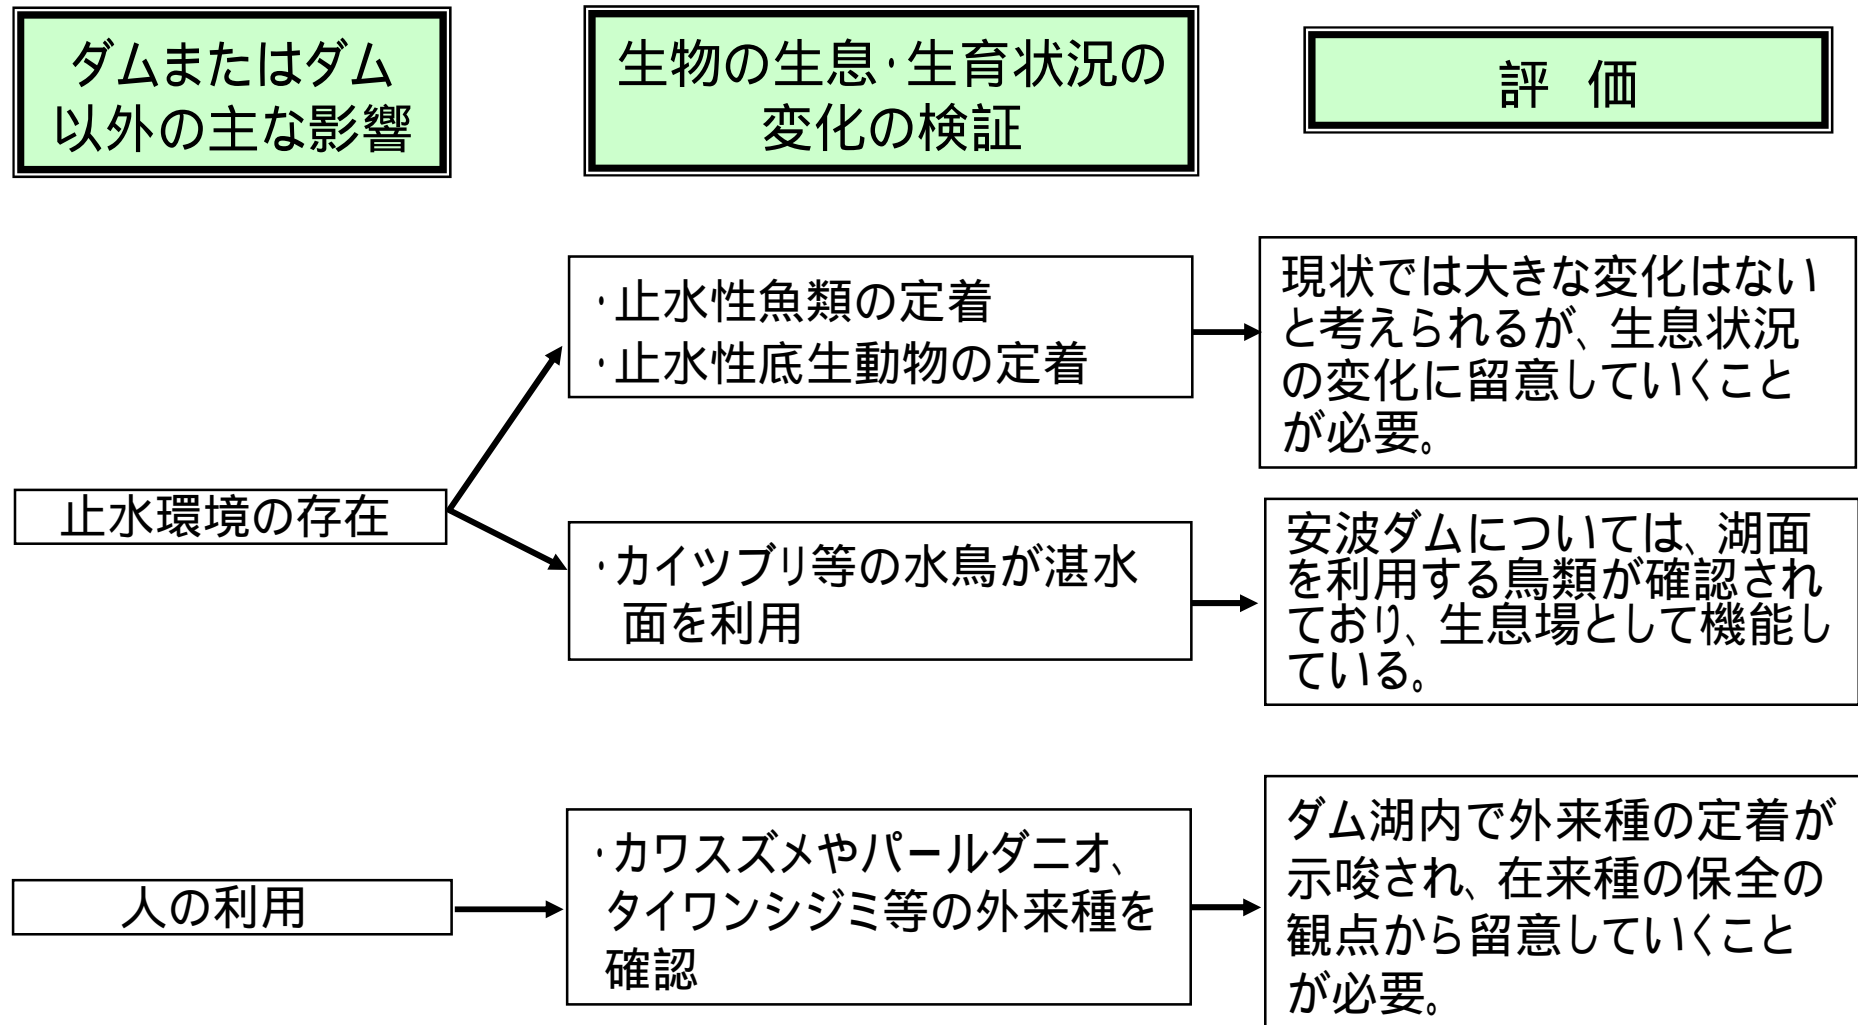 ダムまたはダム
以外の主な影響
生物の生息・生育状況の
変化の検証
評 価
止水環境の存在
・止水性魚類の定着
・止水性底生動物の定着
現状では大きな変化はない
と考えられるが、生息状況
の変化に留意していくこと
が必要。
・カイツブリ等の水鳥が湛水
面を利用
安波ダムについては、湖面
を利用する鳥類が確認され
ており、生息場として機能し
ている。
人の利用
・カワスズメやパールダニオ、
タイワンシジミ等の外来種を
確認
ダム湖内で外来種の定着が
示唆され、在来種の保全の
観点から留意していくこと
が必要。